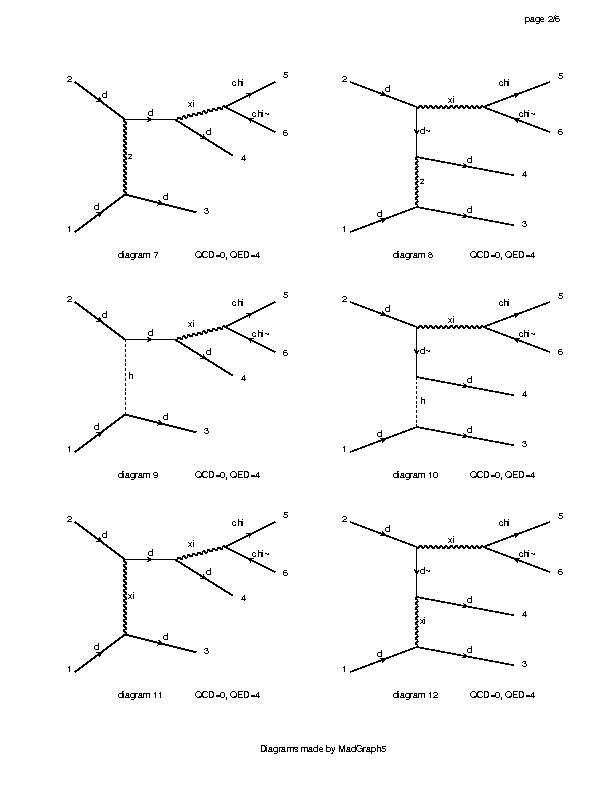 page 2/6
2 d d xi chi 5
chi~ 6
d 4
z
1 d d 3
diagram 7 QCD=0, QED=4
2 d xi chi 5
chi~ 6
d~
d 4
z
1 d d 3
diagram 8 QCD=0, QED=4
2 d d xi chi 5
chi~ 6
d 4
h
1 d d 3
diagram 9 QCD=0, QED=4
2 d xi chi 5
chi~ 6
d~
d 4
h
1 d d 3
diagram 10 QCD=0, QED=4
2 d d xi chi 5
chi~ 6
d 4
xi
1 d d 3
diagram 11 QCD=0, QED=4
2 d xi chi 5
chi~ 6
d~
d 4
xi
1 d d 3
diagram 12 QCD=0, QED=4
Diagrams made by MadGraph5